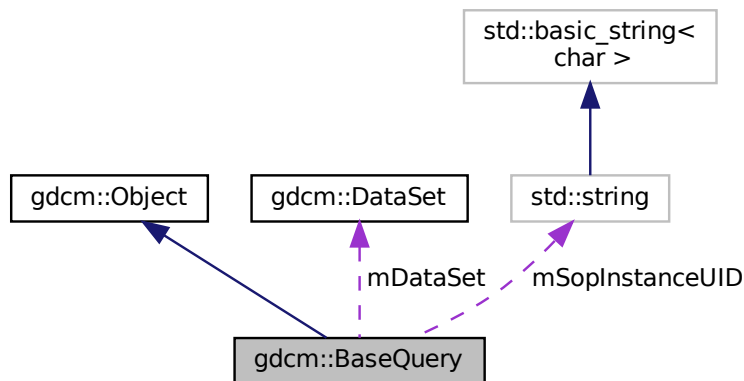 std::basic_string<
char >
gdcm::Object
gdcm::DataSet
std::string
mDataSet
mSopInstanceUID
gdcm::BaseQuery